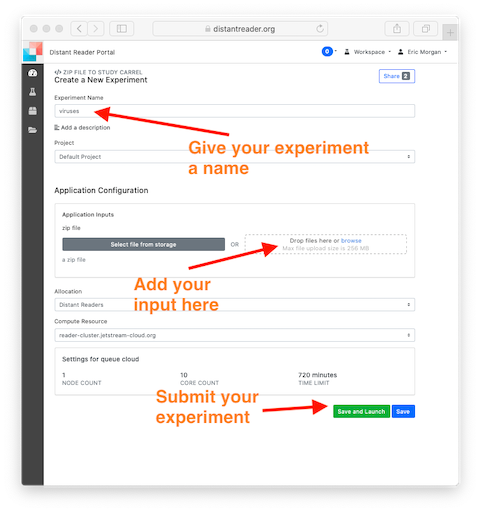 distantreader.org
Distant Reader Portal
0
Workspace
Eric Morgan
</> ZIP FILE TO STUDY CARREL
Create a New Experiment
Share 2
Experiment Name
viruses
Add a description
Give your experiment
a name
Project
Default Project
Application Configuration
Application Inputs
zip file
Select file from storage
OR
Drop files here or browse
Max file upload size is 256 MB
a zip file
Add your
input here
Allocation
Distant Readers
Compute Resource
reader-cluster.jetstream-cloud.org
Settings for queue cloud
1 10 720 minutes
NODE COUNT CORE COUNT TIME LIMIT
Submit your
experiment
Save and Launch Save